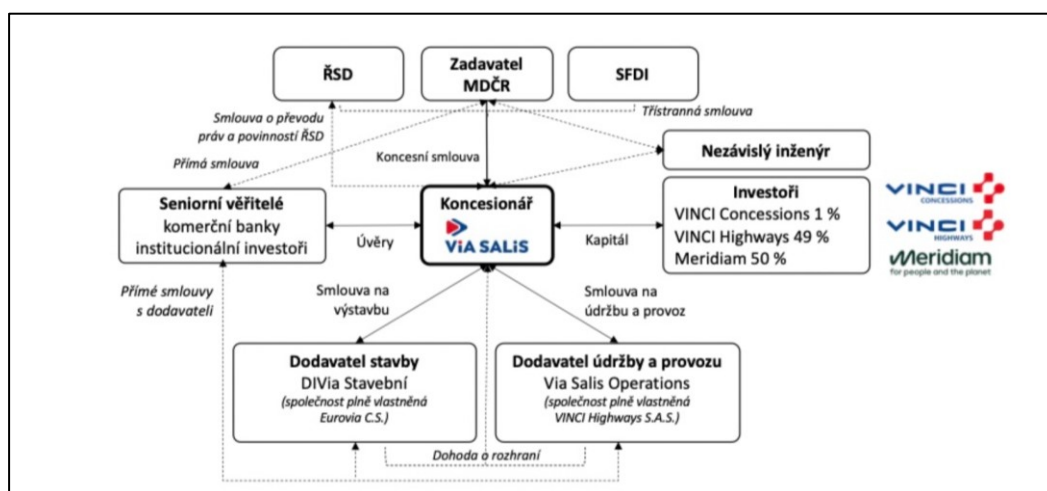 ŘSD
Zadavatel
MDČR
SFDI
Smlouva o převodu
práv a povinností ŘSD
Třístranná smlouva
Přímá smlouva
Koncesní smlouva
Nezávislý inženýr
Seniorní věřitelé
komerční banky
institucionální investoři
Úvěry
Koncesionář
VIA SALIS
Kapitál
Investoři
VINCI Concessions 1 %
VINCI Highways 49 %
Meridiam 50 %
VINCI
CONCESSIONS
VINCI
HIGHWAYS
Meridiam
for people and the planet
Přímé smlouvy
s dodavateli
Smlouva na
výstavbu
Smlouva na
údržbu a provoz
Dodavatel stavby
DIVia Stavební
(společnost plně vlastněná
Eurovia C.S.)
Dodavatel údržby a provozu
Via Salis Operations
(společnost plně vlastněná
VINCI Highways S.A.S.)
Dohoda o rozhraní